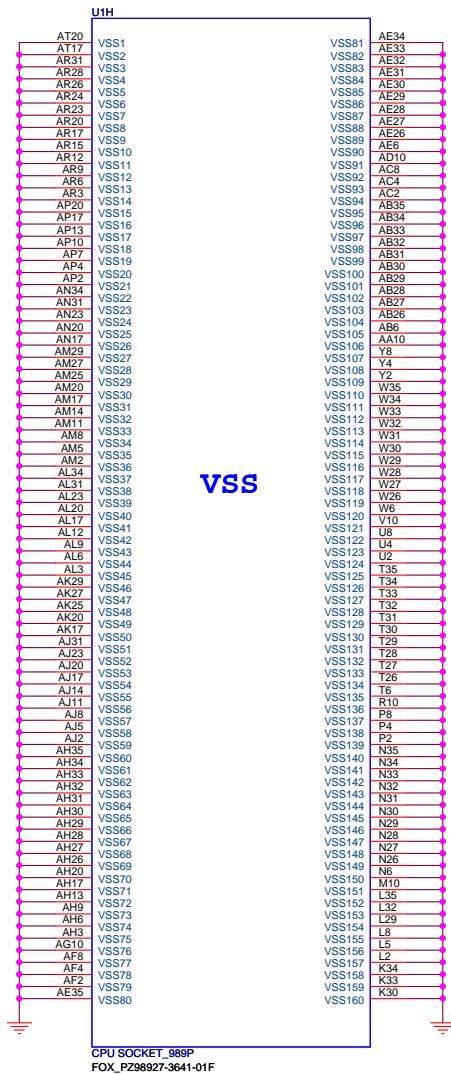 U1H
AT20 VSS1 VSS81 AE34
AT17 VSS2 VSS82 AE33
AR31 VSS3 VSS83 AE32
AR28 VSS4 VSS84 AE31
AR26 VSS5 VSS85 AE30
AR24 VSS6 VSS86 AE29
AR23 VSS7 VSS87 AE28
AR20 VSS8 VSS88 AE27
AR17 VSS9 VSS89 AE26
AR15 VSS10 VSS90 AE6
AR12 VSS11 VSS91 AD10
AR9 VSS12 VSS92 AC8
AR6 VSS13 VSS93 AC4
AR3 VSS14 VSS94 AC2
AP20 VSS15 VSS95 AB35
AP17 VSS16 VSS96 AB34
AP13 VSS17 VSS97 AB33
AP10 VSS18 VSS98 AB32
AP7 VSS19 VSS99 AB31
AP4 VSS20 VSS100 AB30
AP2 VSS21 VSS101 AB29
AN34 VSS22 VSS102 AB28
AN31 VSS23 VSS103 AB27
AN23 VSS24 VSS104 AB26
AN20 VSS25 VSS105 AB6
AN17 VSS26 VSS106 AA10
AM29 VSS27 VSS107 Y8
AM27 VSS28 VSS108 Y4
AM25 VSS29 VSS109 Y2
AM20 VSS30 VSS110 W35
AM17 VSS31 VSS111 W34
AM14 VSS32 VSS112 W33
AM11 VSS33 VSS113 W32
AM8 VSS34 VSS114 W31
AM5 VSS35 VSS115 W30
AM2 VSS36 VSS116 W29
AL34 VSS37 VSS117 W28
AL31 VSS38 VSS118 W27
VSS
AL23 VSS39 VSS119 W26
AL20 VSS40 VSS120 W6
AL17 VSS41 VSS121 V10
AL12 VSS42 VSS122 U8
AL9 VSS43 VSS123 U4
AL6 VSS44 VSS124 U2
AL3 VSS45 VSS125 T35
AK29 VSS46 VSS126 T34
AK27 VSS47 VSS127 T33
AK25 VSS48 VSS128 T32
AK20 VSS49 VSS129 T31
AK17 VSS50 VSS130 T30
AJ31 VSS51 VSS131 T29
AJ23 VSS52 VSS132 T28
AJ20 VSS53 VSS133 T27
AJ17 VSS54 VSS134 T26
AJ14 VSS55 VSS135 T6
AJ11 VSS56 VSS136 R10
AJ8 VSS57 VSS137 P8
AJ5 VSS58 VSS138 P4
AJ2 VSS59 VSS139 P2
AH35 VSS60 VSS140 N35
AH34 VSS61 VSS141 N34
AH33 VSS62 VSS142 N33
AH32 VSS63 VSS143 N32
AH31 VSS64 VSS144 N31
AH30 VSS65 VSS145 N30
AH29 VSS66 VSS146 N29
AH28 VSS67 VSS147 N28
AH27 VSS68 VSS148 N27
AH26 VSS69 VSS149 N26
AH20 VSS70 VSS150 N6
AH17 VSS71 VSS151 M10
AH13 VSS72 VSS152 L35
AH9 VSS73 VSS153 L32
AH6 VSS74 VSS154 L29
AH3 VSS75 VSS155 L8
AG10 VSS76 VSS156 L5
AF8 VSS77 VSS157 L2
AF4 VSS78 VSS158 K34
AF2 VSS79 VSS159 K33
AE35 VSS80 VSS160 K30
CPU SOCKET_989P
FOX_PZ98927-3641-01F